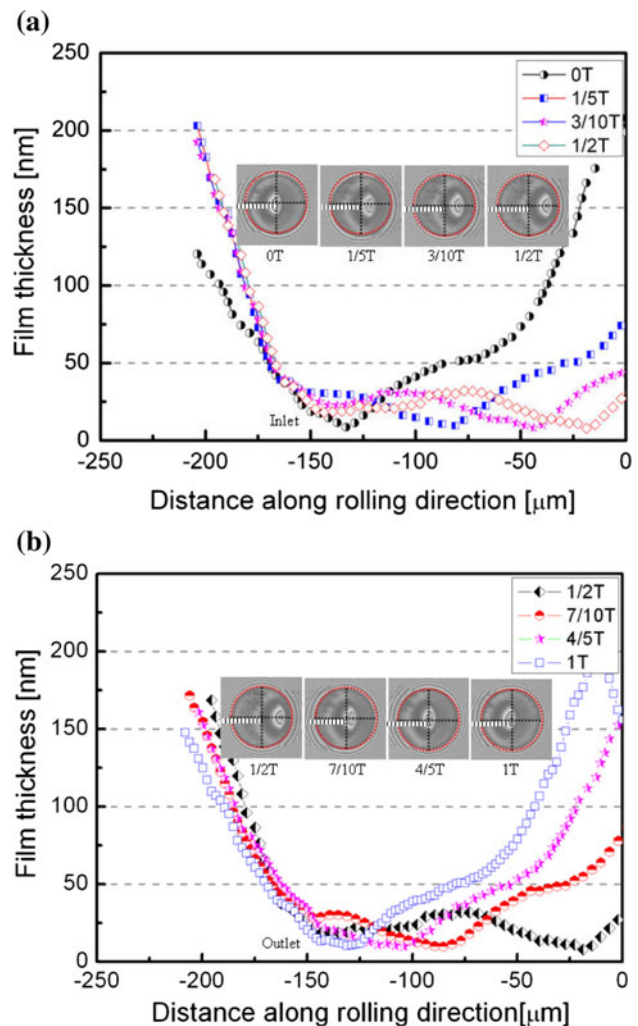 (a)
250
200
150
100
50
0
Film thickness [nm]
0T
1/5T
3/10T
1/2T
0T 1/5T 3/10T 1/2T
Inlet
-250 -200 -150 -100 -50 0
Distance along rolling direction [μm]
(b)
250
200
150
100
50
0
Film thickness [nm]
1/2T
7/10T
4/5T
1T
1/2T 7/10T 4/5T 1T
Outlet
-250 -200 -150 -100 -50 0
Distance along rolling direction[μm]